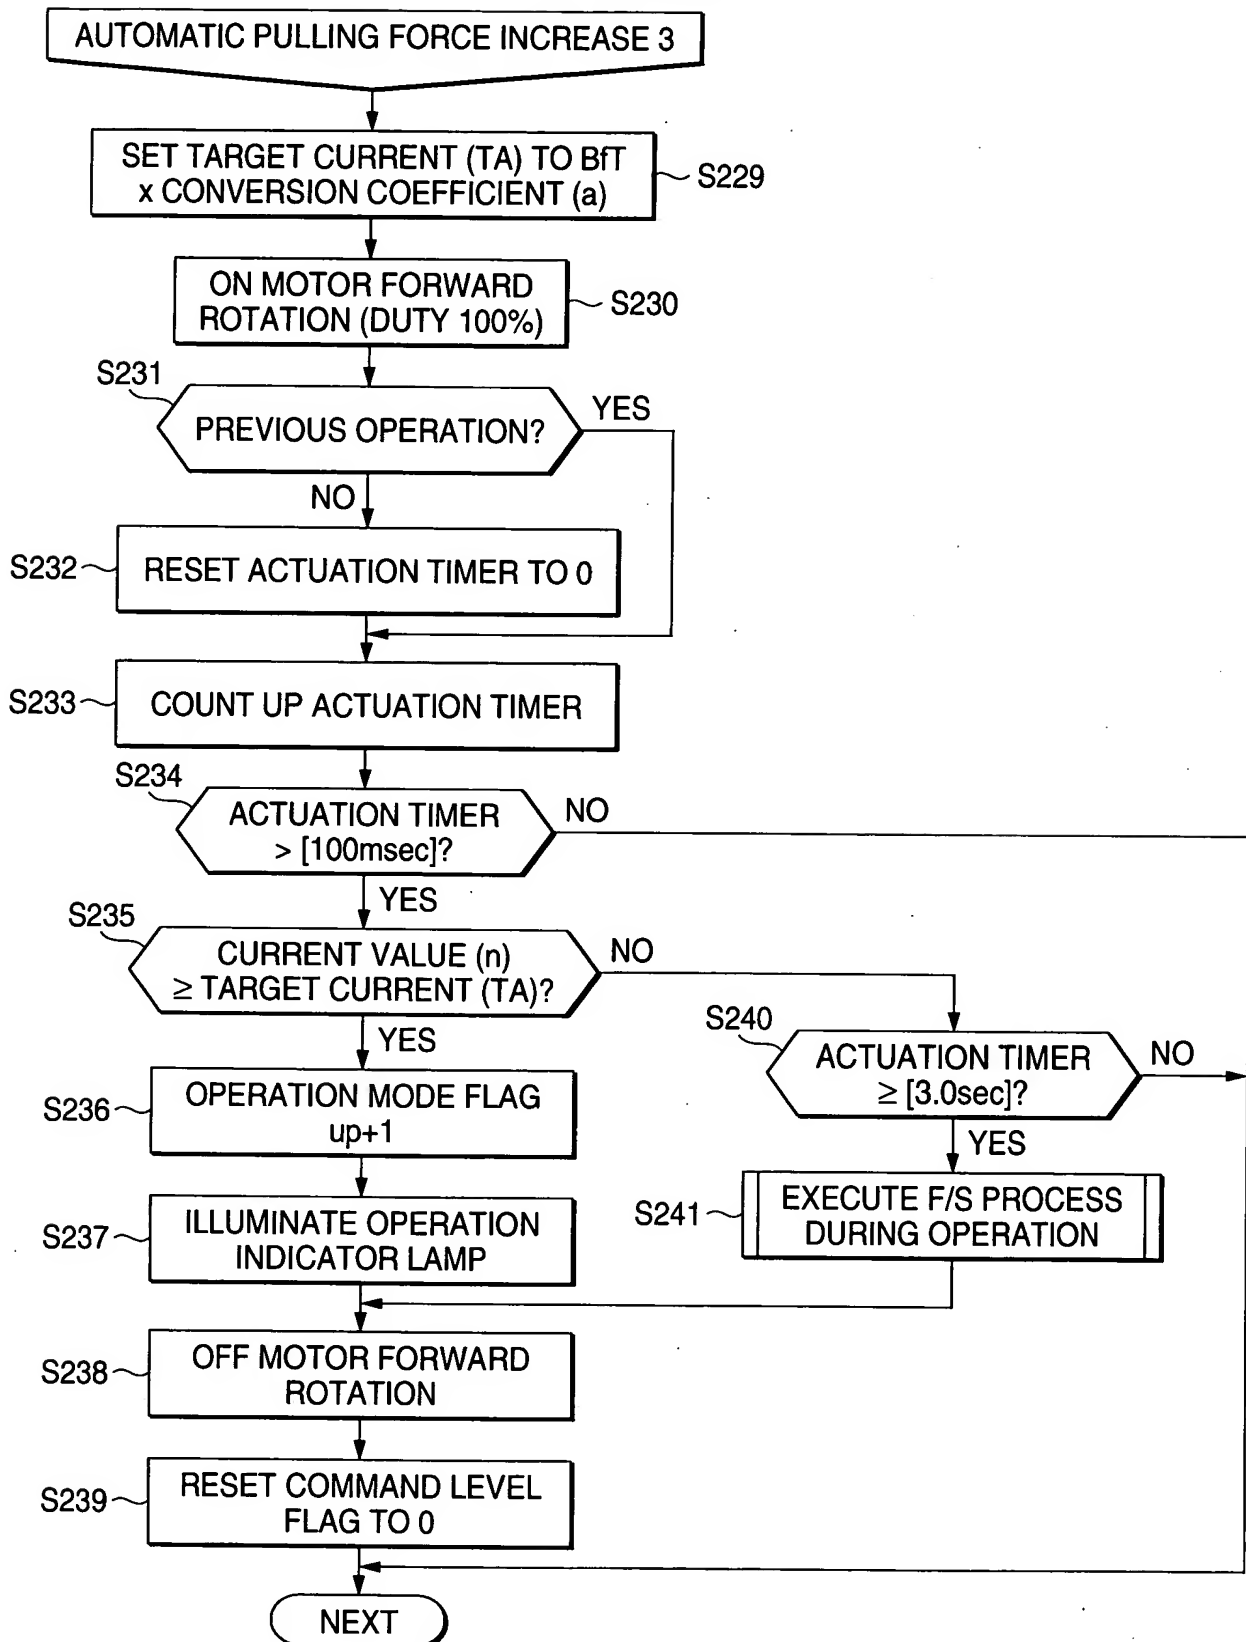 AUTOMATIC PULLING FORCE INCREASE 3
SET TARGET CURRENT (TA) TO BfT
x CONVERSION COEFFICIENT (a)
S229
ON MOTOR FORWARD
ROTATION (DUTY 100%)
S230
S231
PREVIOUS OPERATION?
YES
NO
S232
RESET ACTUATION TIMER TO 0
S233
COUNT UP ACTUATION TIMER
S234
ACTUATION TIMER
> [100msec]?
NO
YES
S235
CURRENT VALUE (n)
≥ TARGET CURRENT (TA)?
NO
YES
S240
ACTUATION TIMER
≥ [3.0sec]?
NO
YES
S236
OPERATION MODE FLAG
up+1
S241
EXECUTE F/S PROCESS
DURING OPERATION
S237
ILLUMINATE OPERATION
INDICATOR LAMP
S238
OFF MOTOR FORWARD
ROTATION
S239
RESET COMMAND LEVEL
FLAG TO 0
NEXT